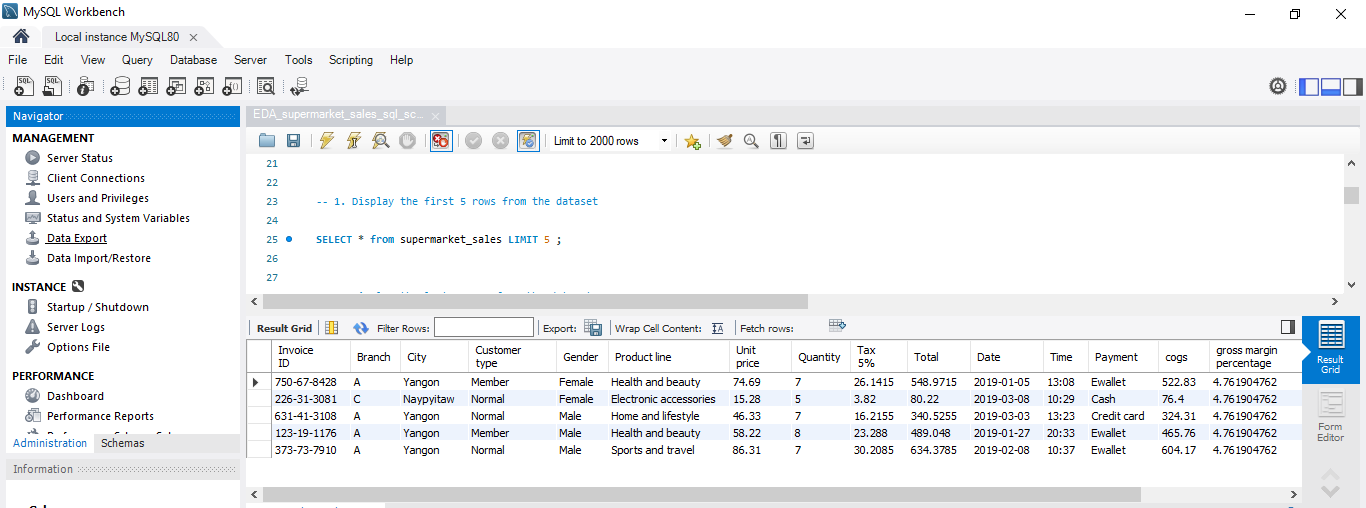 MySQL Workbench
Local instance MySQL80
File Edit View Query Database Server Tools Scripting Help
Navigator
MANAGEMENT
Server Status
Client Connections
Users and Privileges
Status and System Variables
Data Export
Data Import/Restore
INSTANCE
Startup / Shutdown
Server Logs
Options File
PERFORMANCE
Dashboard
Performance Reports
Administration Schemas
Information
EDA_supermarket_sales_sql_sc...
Limit to 2000 rows
21
22
23 -- 1. Display the first 5 rows from the dataset
24
25 SELECT * from supermarket_sales LIMIT 5 ;
26
27
Result Grid Filter Rows: Export: Wrap Cell Content: Fetch rows:
Invoice ID Branch City Customer type Gender Product line Unit price Quantity Tax 5% Total Date Time Payment cogs gross margin percentage
750-67-8428 A Yangon Member Female Health and beauty 74.69 7 26.1415 548.9715 2019-01-05 13:08 Ewallet 522.83 4.761904762
226-31-3081 C Naypyitaw Normal Female Electronic accessories 15.28 5 3.82 80.22 2019-03-08 10:29 Cash 76.4 4.761904762
631-41-3108 A Yangon Normal Male Home and lifestyle 46.33 7 16.2155 340.5255 2019-03-03 13:23 Credit card 324.31 4.761904762
123-19-1176 A Yangon Member Male Health and beauty 58.22 8 23.288 489.048 2019-01-27 20:33 Ewallet 465.76 4.761904762
373-73-7910 A Yangon Normal Male Sports and travel 86.31 7 30.2085 634.3785 2019-02-08 10:37 Ewallet 604.17 4.761904762
Result
Grid
Form
Editor